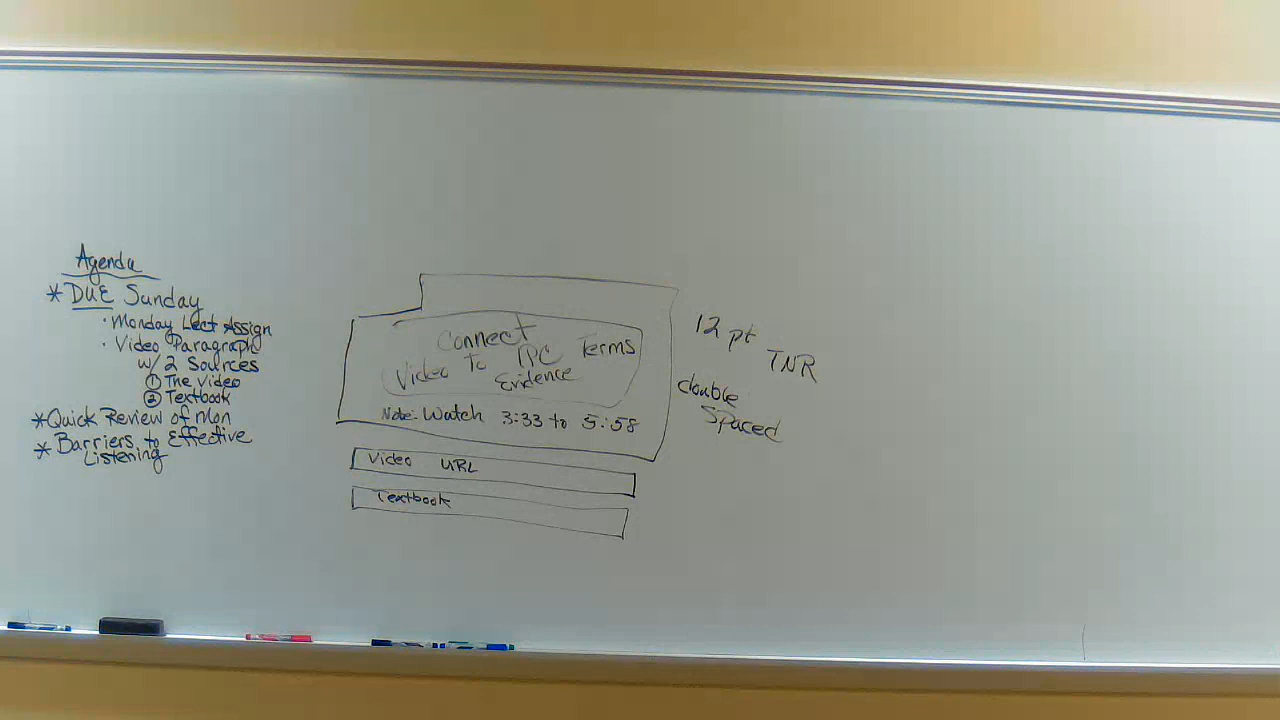 Agenda
* DUE Sunday
· Monday Lect Assign
· Video Paragraph
w/ 2 Sources
① The Video
② Textbook
* Quick Review of Mon
* Barriers to Effective
Listening
Connect
Video To IPC Terms
Evidence
Note: Watch 3:33 to 5:58
Video URL
Textbook
12 pt
TNR
double
Spaced